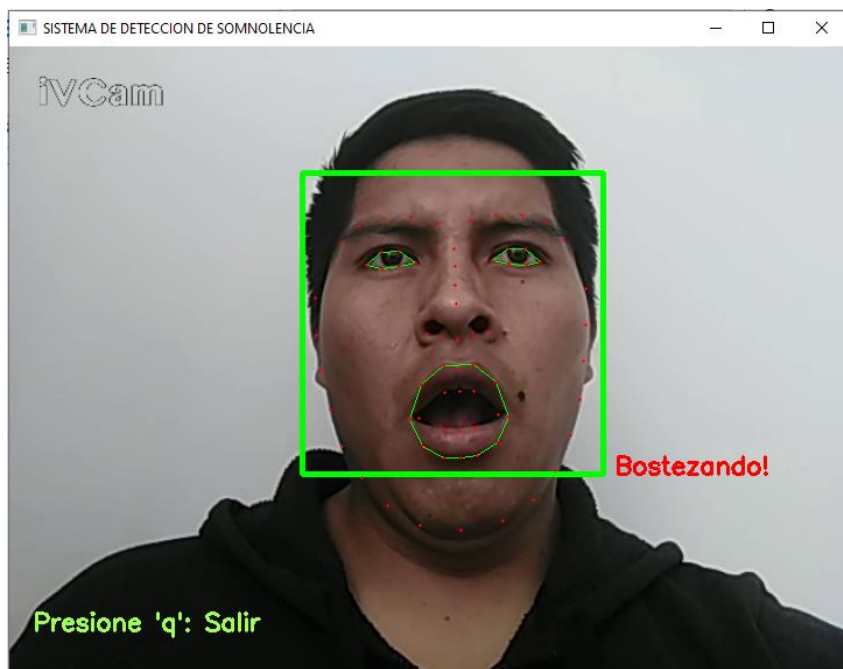 SISTEMA DE DETECCION DE SOMNOLENCIA
iVCam
Bostezando!
Presione 'q': Salir